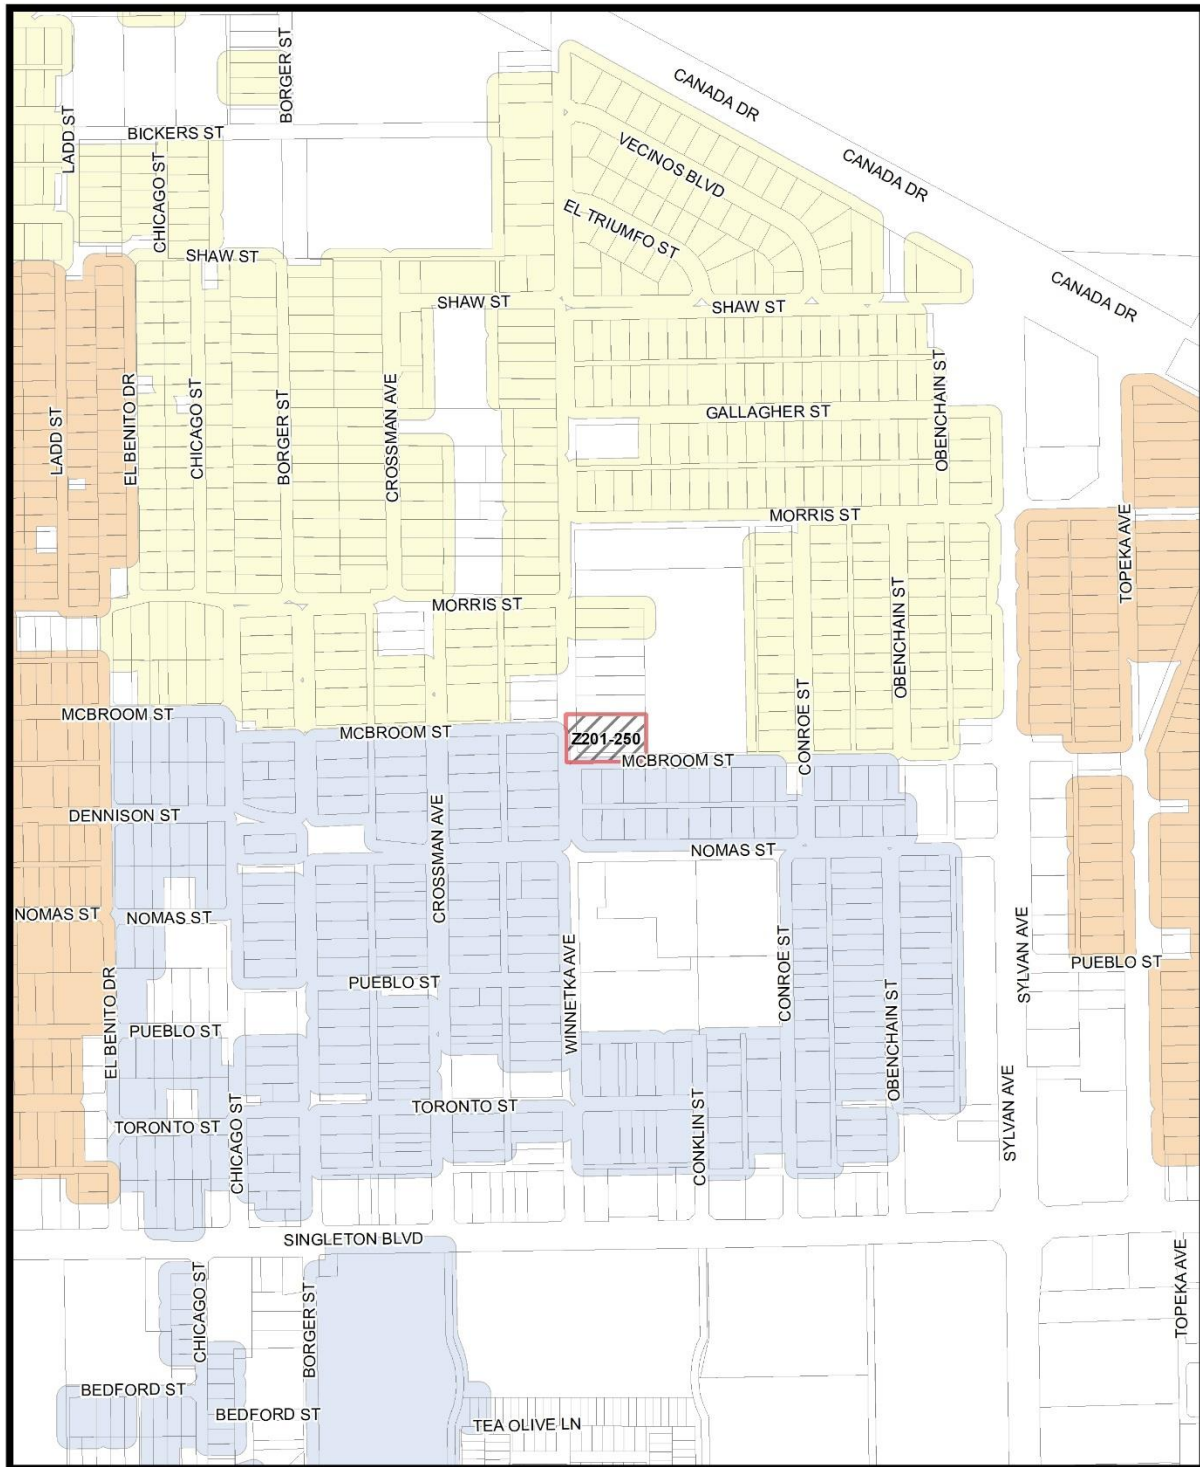 BORGER ST
CANADA DR
LADD ST
BICKERS ST
CHICAGO ST
VECINOS BLVD
CANADA DR
EL TRIUMFO ST
SHAW ST
SHAW ST
SHAW ST
CANADA DR
LADD ST
EL BENITO DR
CHICAGO ST
BORGER ST
CROSSMAN AVE
GALLAGHER ST
OBENCHAIN ST
MORRIS ST
TOPEKA AVE
MORRIS ST
OBENCHAIN ST
MCBROOM ST
MCBROOM ST
Z201-250
MCBROOM ST
CONROE ST
DENNISON ST
CROSSMAN AVE
NOMAS ST
NOMAS ST
NOMAS ST
WINNETKA AVE
CONROE ST
SYLVAN AVE
PUEBLO ST
PUEBLO ST
EL BENITO DR
PUEBLO ST
OBENCHAIN ST
TORONTO ST
TORONTO ST
CHICAGO ST
CONKLIN ST
SYLVAN AVE
SINGLETON BLVD
CHICAGO ST
BORGER ST
TOPEKA AVE
BEDFORD ST
BEDFORD ST
TEA OLIVE LN